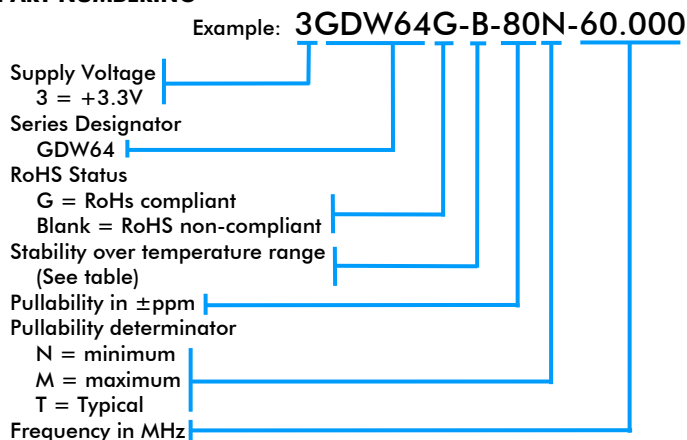 PART NUMBERING
Example: 3GDW64G-B-80N-60.000
Supply Voltage
3 = +3.3V
Series Designator
GDW64
RoHS Status
G = RoHs compliant
Blank = RoHS non-compliant
Stability over temperature range
(See table)
Pullability in ±ppm
Pullability determinator
N = minimum
M = maximum
T = Typical
Frequency in MHz